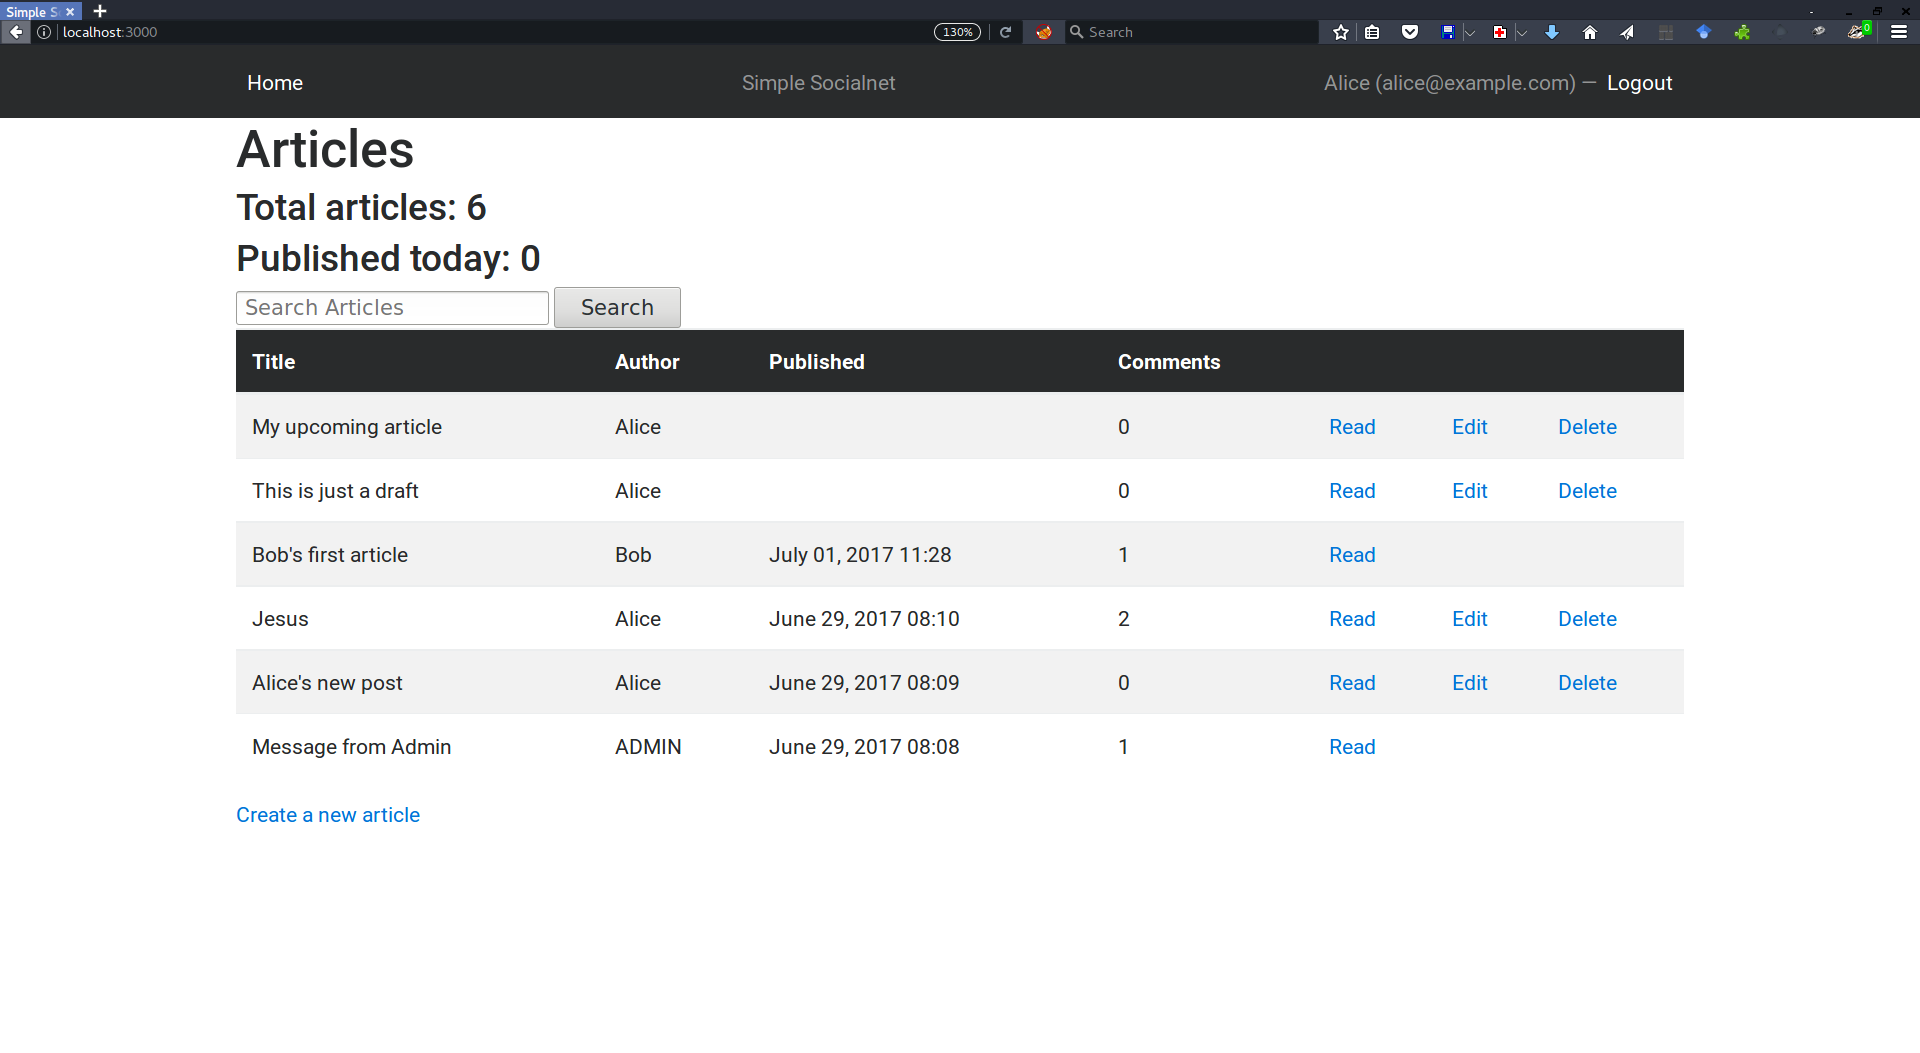 Simple S
localhost:3000
130%
Search
0
Home Simple Socialnet Alice (alice@example.com) — Logout
Articles
Total articles: 6
Published today: 0
Search Articles Search
Title Author Published Comments
My upcoming article Alice 0 Read Edit Delete
This is just a draft Alice 0 Read Edit Delete
Bob's first article Bob July 01, 2017 11:28 1 Read
Jesus Alice June 29, 2017 08:10 2 Read Edit Delete
Alice's new post Alice June 29, 2017 08:09 0 Read Edit Delete
Message from Admin ADMIN June 29, 2017 08:08 1 Read
Create a new article